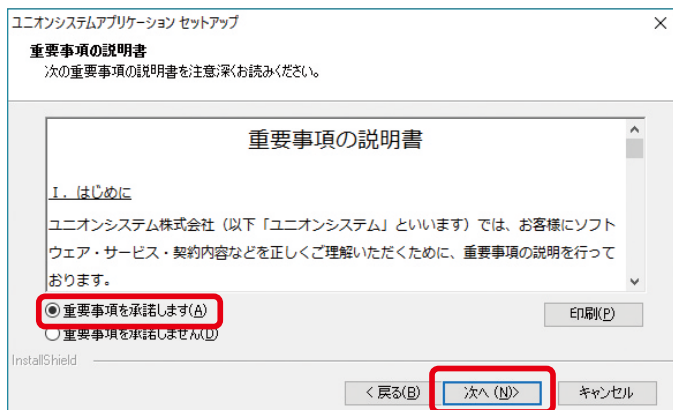 ユニオンシステムアプリケーション セットアップ
重要事項の説明書
次の重要事項の説明書を注意深くお読みください。
重要事項の説明書
Ⅰ．はじめに
ユニオンシステム株式会社（以下「ユニオンシステム」といいます）では、お客様にソフト
ウェア・サービス・契約内容などを正しくご理解いただくために、重要事項の説明を行って
おります。
重要事項を承諾します(A)
印刷(P)
重要事項を承諾しません(D)
InstallShield
< 戻る(B)
次へ (N)>
キャンセル